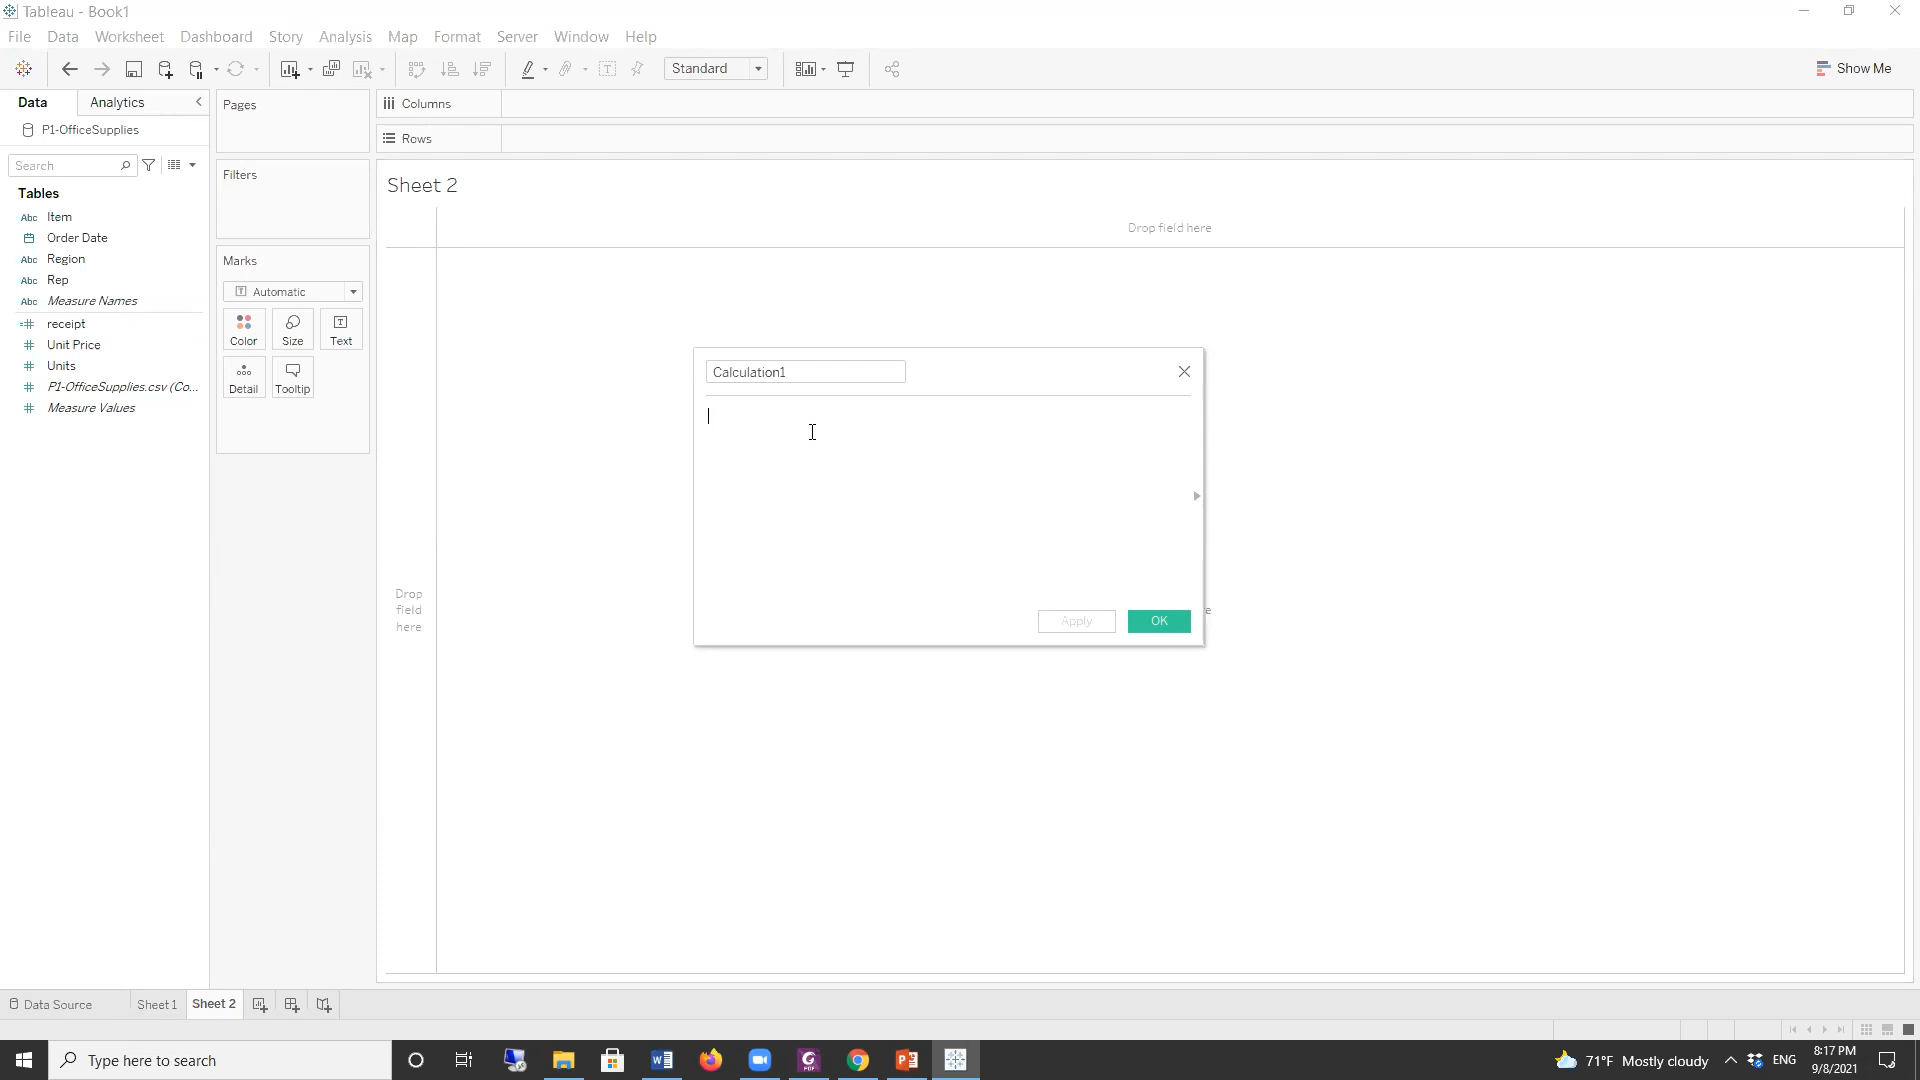 Tableau - Book1
File Data Worksheet Dashboard Story Analysis Map Format Server Window Help
Standard
Show Me
Data Analytics
P1-OfficeSupplies
Search
Tables
Abc Item
Order Date
Abc Region
Abc Rep
Abc Measure Names
receipt
Unit Price
Units
P1-OfficeSupplies.csv (Co...
Measure Values
Pages
Filters
Marks
Automatic
Color Size Text
Detail Tooltip
Columns
Rows
Sheet 2
Drop field here
Drop
field
here
Calculation1
Apply OK
e
Data Source Sheet 1 Sheet 2
Type here to search
71°F Mostly cloudy
ENG
8:17 PM
9/8/2021